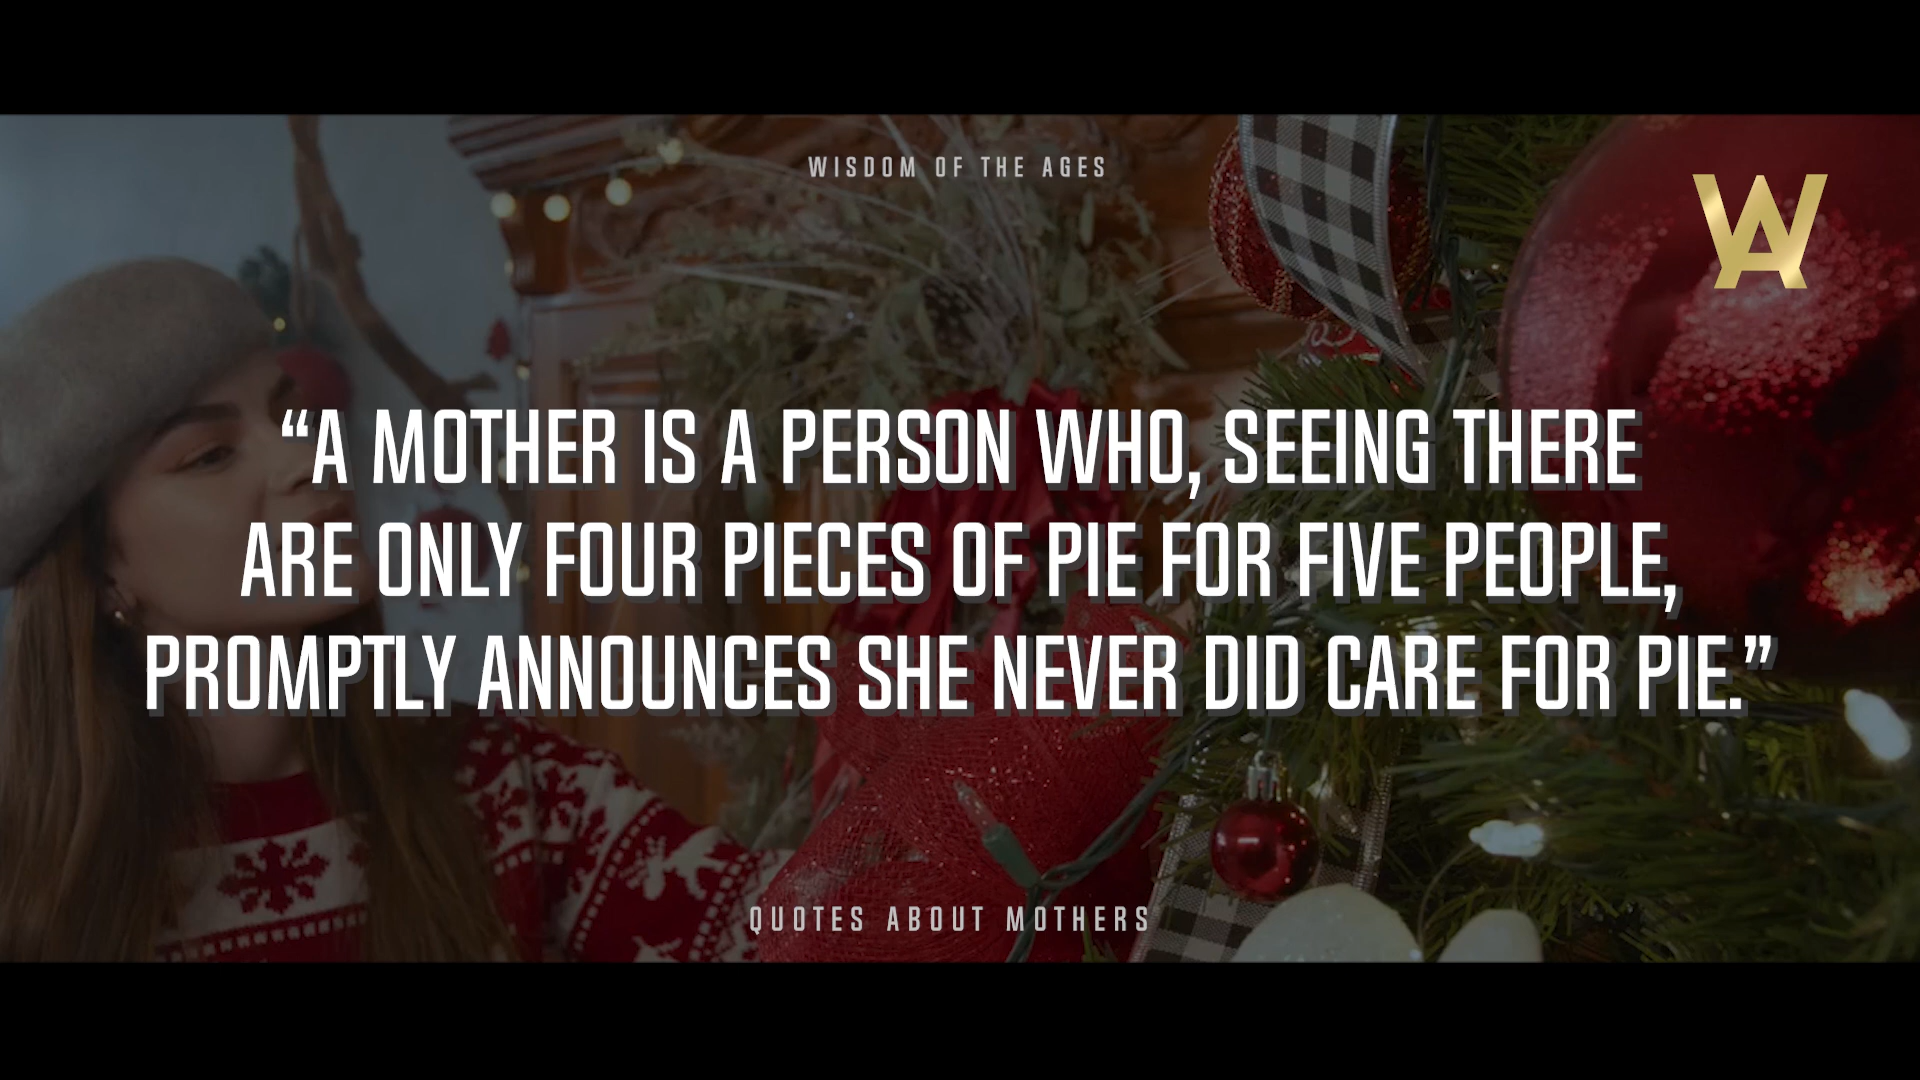 WISDOM OF THE AGES
WA
“A MOTHER IS A PERSON WHO, SEEING THERE
ARE ONLY FOUR PIECES OF PIE FOR FIVE PEOPLE,
PROMPTLY ANNOUNCES SHE NEVER DID CARE FOR PIE.”
QUOTES ABOUT MOTHERS